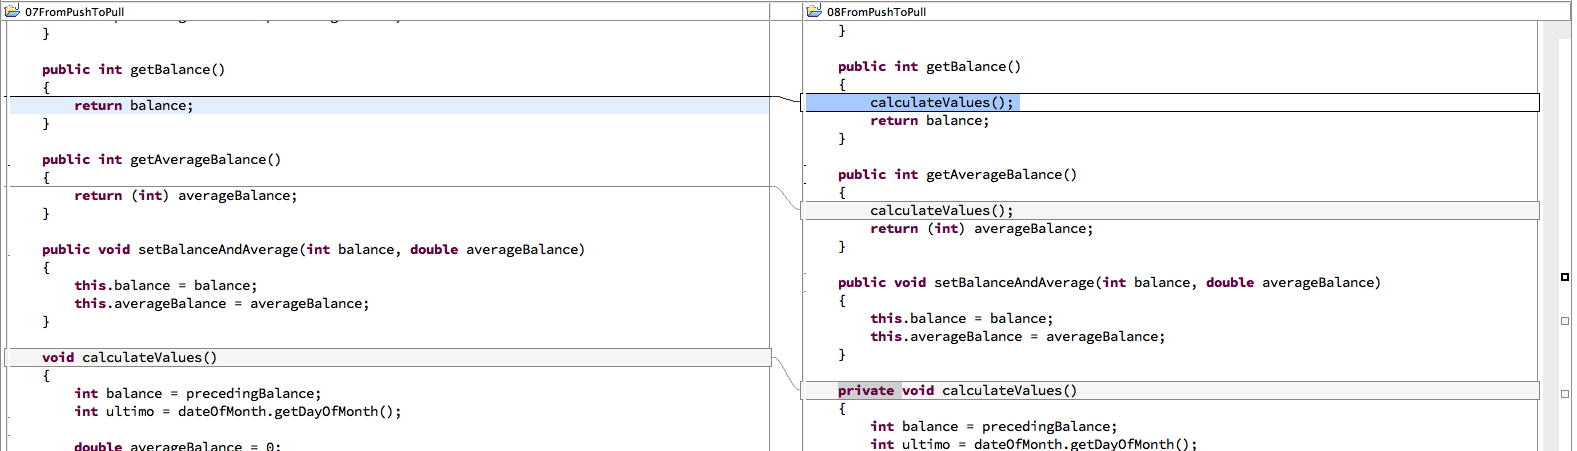 07FromPushToPull
}
public int getBalance()
{
return balance;
}
public int getAverageBalance()
{
return (int) averageBalance;
}
public void setBalanceAndAverage(int balance, double averageBalance)
{
this.balance = balance;
this.averageBalance = averageBalance;
}
void calculateValues()
{
int balance = precedingBalance;
int ultimo = dateOfMonth.getDayOfMonth();
double averageBalance = 0;
08FromPushToPull
}
public int getBalance()
{
calculateValues();
return balance;
}
public int getAverageBalance()
{
calculateValues();
return (int) averageBalance;
}
public void setBalanceAndAverage(int balance, double averageBalance)
{
this.balance = balance;
this.averageBalance = averageBalance;
}
private void calculateValues()
{
int balance = precedingBalance;
int ultimo = dateOfMonth.getDayOfMonth();